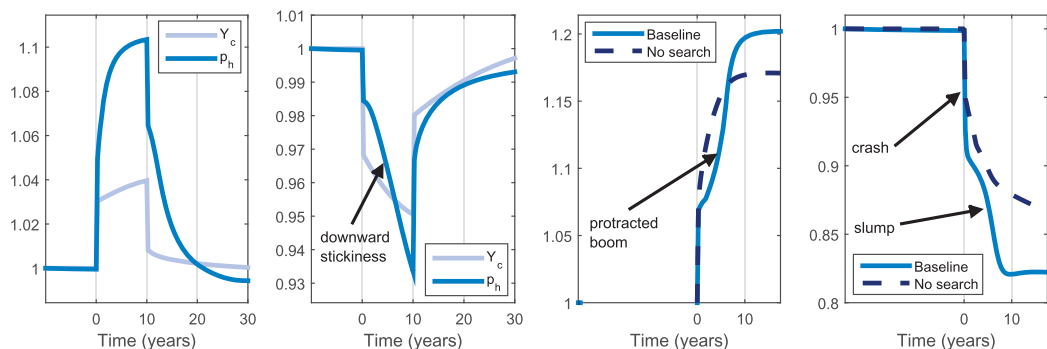 1.1
1.08
1.06
1.04
1.02
1
0
10
20
30
Time (years)
Y_c
p_h
1.01
1
0.99
0.98
0.97
0.96
0.95
0.94
0.93
0
10
20
30
Time (years)
downward
stickiness
Y_c
p_h
1.2
1.15
1.1
1.05
1
0
10
Time (years)
Baseline
No search
protracted
boom
1
0.95
0.9
0.85
0.8
0
10
Time (years)
crash
slump
Baseline
No search